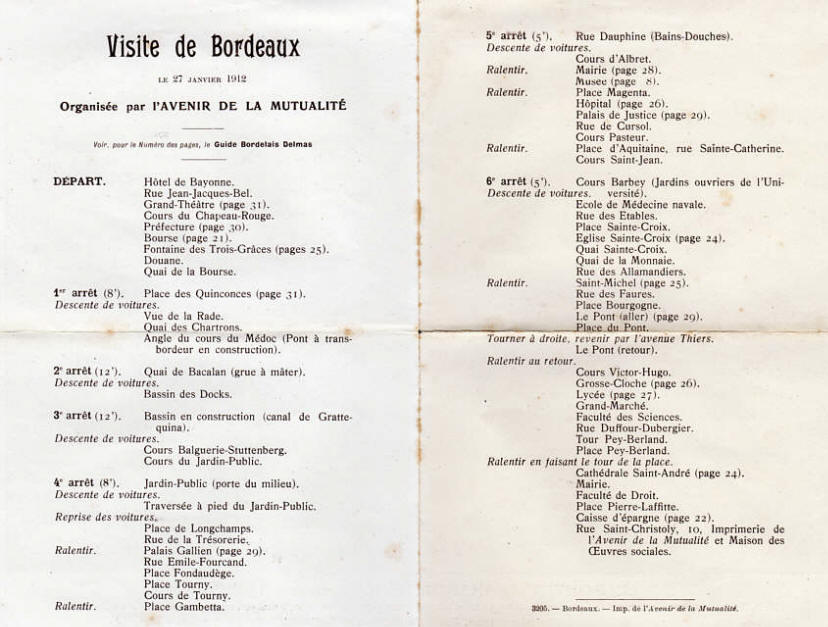 Visite de Bordeaux
LE 27 JANVIER 1912
Organisée par l'AVENIR DE LA MUTUALITÉ
Voir, pour le Numéro des pages, le Guide Bordelais Delmas
DÉPART. Hôtel de Bayonne.
Rue Jean-Jacques-Bel.
Grand-Théâtre (page 31).
Cours du Chapeau-Rouge.
Préfecture (page 30).
Bourse (page 21).
Fontaine des Trois-Grâces (pages 25).
Douane.
Quai de la Bourse.
1er arrêt (8'). Place des Quinconces (page 31).
Descente de voitures.
Vue de la Rade.
Quai des Chartrons.
Angle du cours du Médoc (Pont à trans-
bordeur en construction).
2e arrêt (12'). Quai de Bacalan (grue à mâter).
Descente de voitures.
Bassin des Docks.
3e arrêt (12'). Bassin en construction (canal de Gratte-
quina).
Descente de voitures.
Cours Balguerie-Stuttenberg.
Cours du Jardin-Public.
4e arrêt (8'). Jardin-Public (porte du milieu).
Descente de voitures.
Traversée à pied du Jardin-Public.
Reprise des voitures.
Place de Longchamps.
Rue de la Trésorerie.
Ralentir. Palais Gallien (page 29).
Rue Emile-Fourcand.
Place Fondaudège.
Place Tourny.
Cours de Tourny.
Ralentir. Place Gambetta.
5e arrêt (5'). Rue Dauphine (Bains-Douches).
Descente de voitures.
Cours d'Albret.
Ralentir. Mairie (page 28).
Musée (page 8).
Ralentir. Place Magenta.
Hôpital (page 26).
Palais de Justice (page 29).
Rue de Cursol.
Cours Pasteur.
Ralentir. Place d'Aquitaine, rue Sainte-Catherine.
Cours Saint-Jean.
6e arrêt (5'). Cours Barbey (Jardins ouvriers de l'Uni-
Descente de voitures. versité).
Ecole de Médecine navale.
Rue des Etables.
Place Sainte-Croix.
Eglise Sainte-Croix (page 24).
Quai Sainte-Croix.
Quai de la Monnaie.
Rue des Allamandiers.
Ralentir. Saint-Michel (page 25).
Rue des Faures.
Place Bourgogne.
Le Pont (aller) (page 29).
Place du Pont.
Tourner à droite, revenir par l'avenue Thiers.
Le Pont (retour).
Ralentir au retour.
Cours Victor-Hugo.
Grosse-Cloche (page 26).
Lycée (page 27).
Grand-Marché.
Faculté des Sciences.
Rue Duffour-Dubergier.
Tour Pey-Berland.
Place Pey-Berland.
Ralentir en faisant le tour de la place.
Cathédrale Saint-André (page 24).
Mairie.
Faculté de Droit.
Place Pierre-Laffitte.
Caisse d'épargne (page 22).
Rue Saint-Christoly, 10, Imprimerie de
l'Avenir de la Mutualité et Maison des
Œuvres sociales.
3205. — Bordeaux. — Imp. de l'Avenir de la Mutualité.